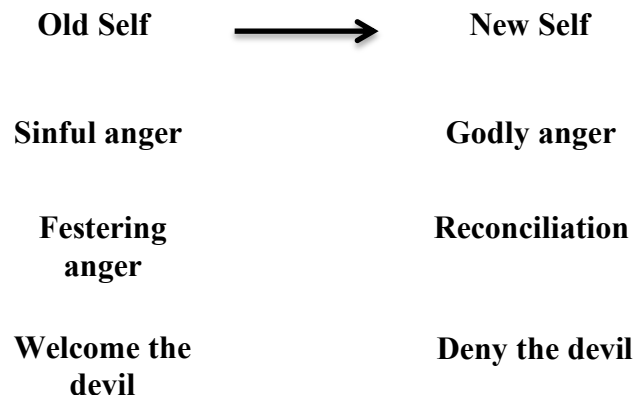 Old Self New Self
Sinful anger Godly anger
Festering Reconciliation
anger
Welcome the Deny the devil
devil